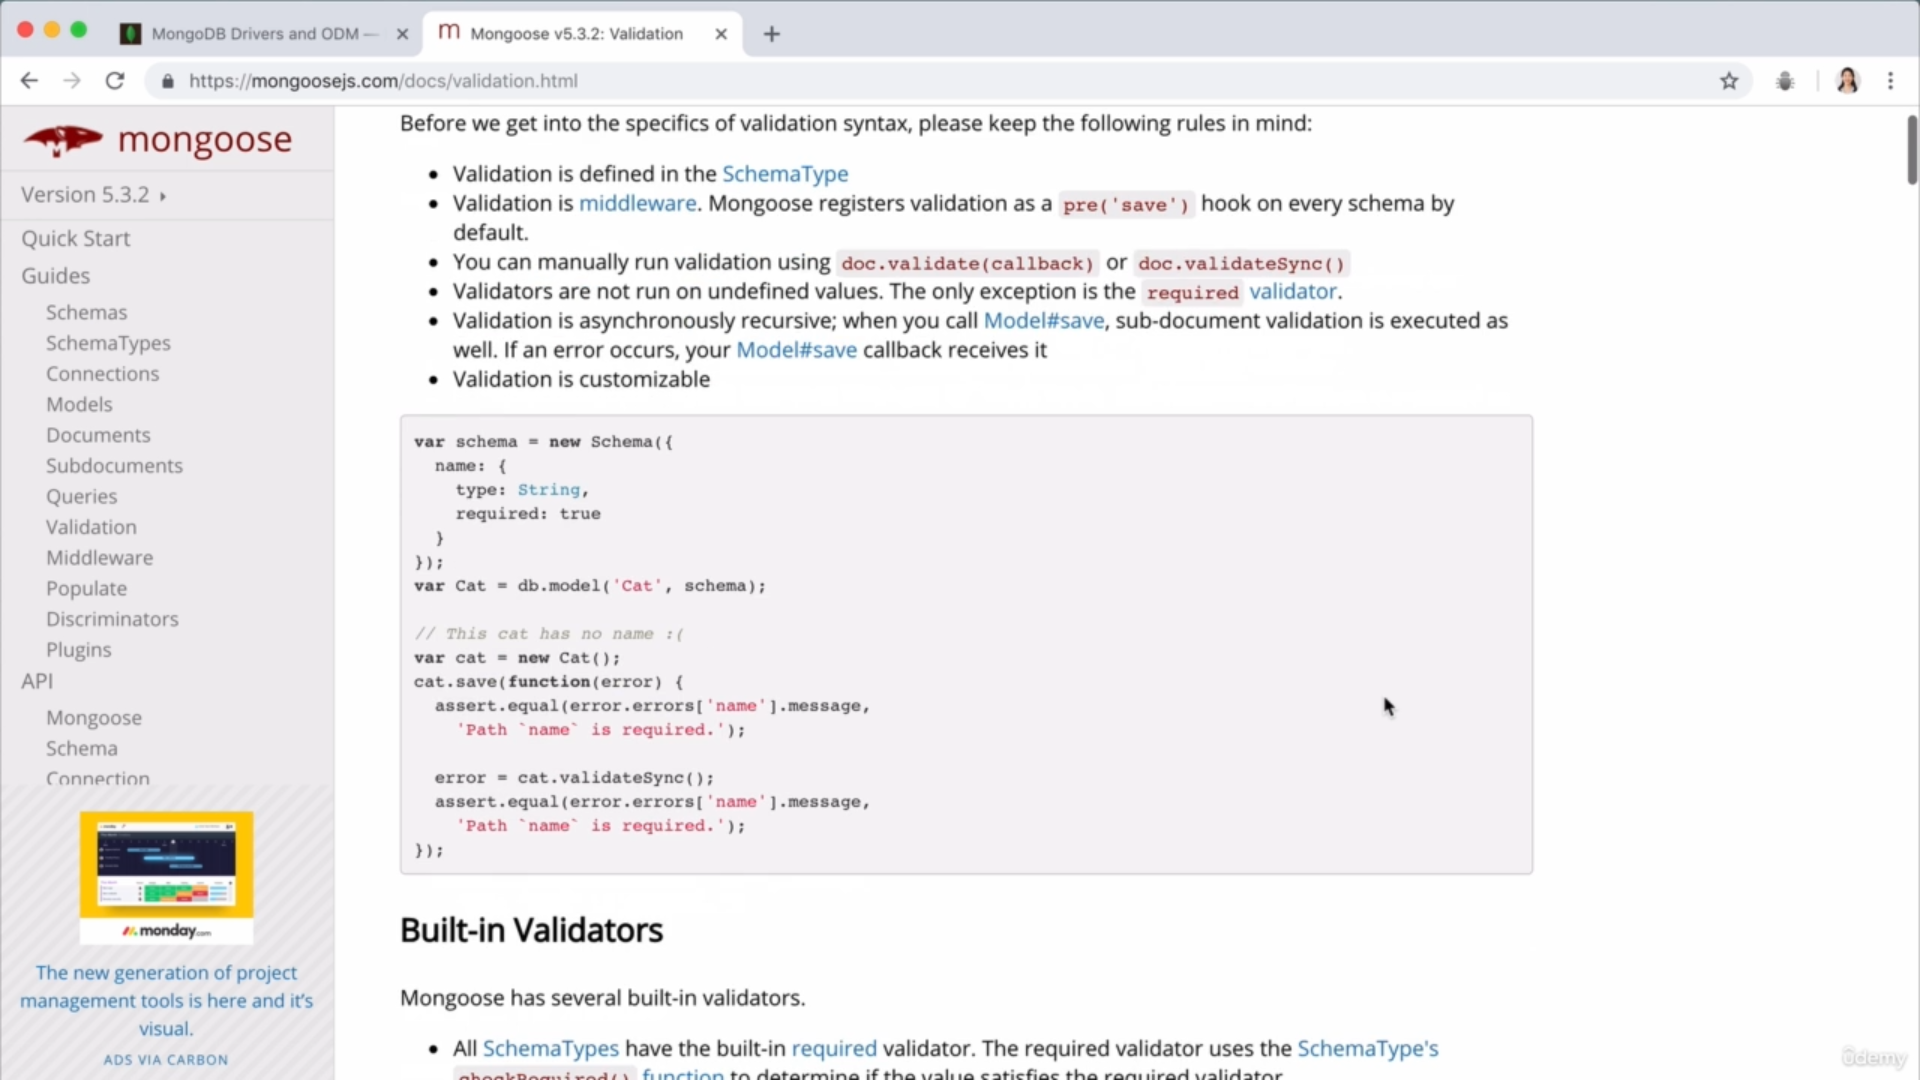 MongoDB Drivers and ODM —
Mongoose v5.3.2: Validation
https://mongoosejs.com/docs/validation.html
mongoose
Version 5.3.2
Quick Start
Guides
Schemas
SchemaTypes
Connections
Models
Documents
Subdocuments
Queries
Validation
Middleware
Populate
Discriminators
Plugins
API
Mongoose
Schema
Connection
monday.com
The new generation of project
management tools is here and it's
visual.
ADS VIA CARBON
Before we get into the specifics of validation syntax, please keep the following rules in mind:
• Validation is defined in the SchemaType
• Validation is middleware. Mongoose registers validation as a pre('save') hook on every schema by
default.
• You can manually run validation using doc.validate(callback) or doc.validateSync()
• Validators are not run on undefined values. The only exception is the required validator.
• Validation is asynchronously recursive; when you call Model#save, sub-document validation is executed as
well. If an error occurs, your Model#save callback receives it
• Validation is customizable
var schema = new Schema({
  name: {
    type: String,
    required: true
  }
});
var Cat = db.model('Cat', schema);
// This cat has no name :(
var cat = new Cat();
cat.save(function(error) {
  assert.equal(error.errors['name'].message,
    'Path `name` is required.');
  error = cat.validateSync();
  assert.equal(error.errors['name'].message,
    'Path `name` is required.');
});
Built-in Validators
Mongoose has several built-in validators.
• All SchemaTypes have the built-in required validator. The required validator uses the SchemaType's
checkRequired() function to determine if the value satisfies the required validator.
ûdemy